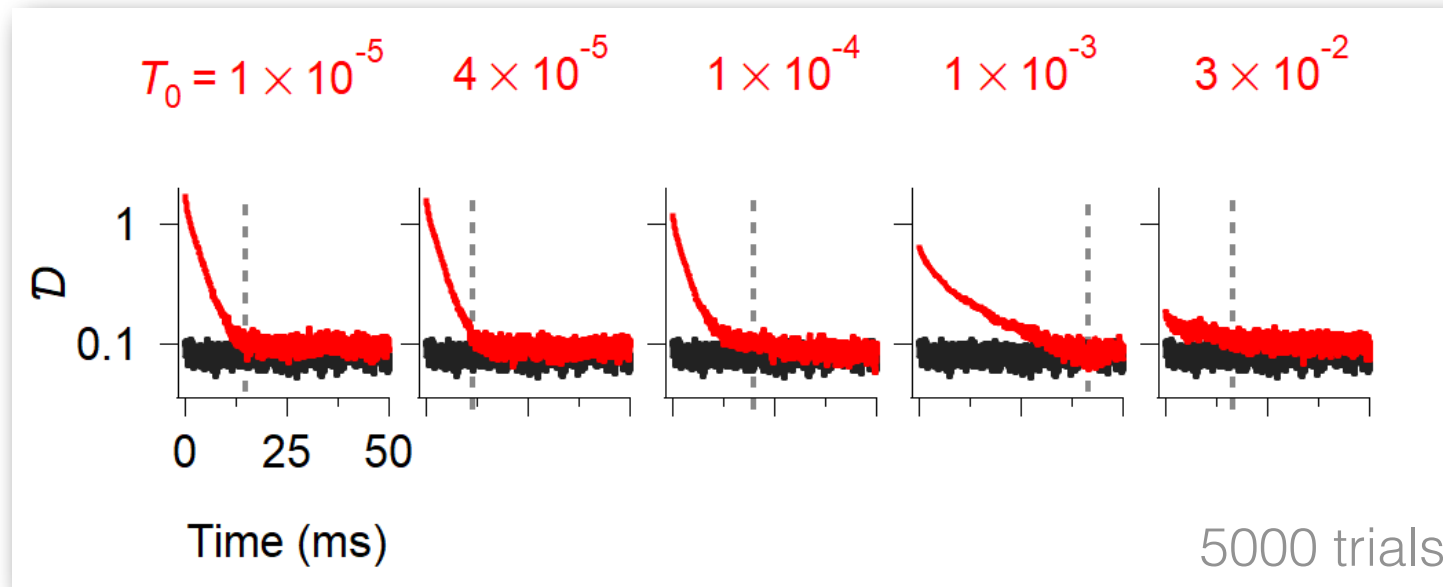 T₀ = 1 × 10⁻⁵ 4 × 10⁻⁵ 1 × 10⁻⁴ 1 × 10⁻³ 3 × 10⁻²
1
𝒟
0.1
0 25 50
Time (ms)
5000 trials